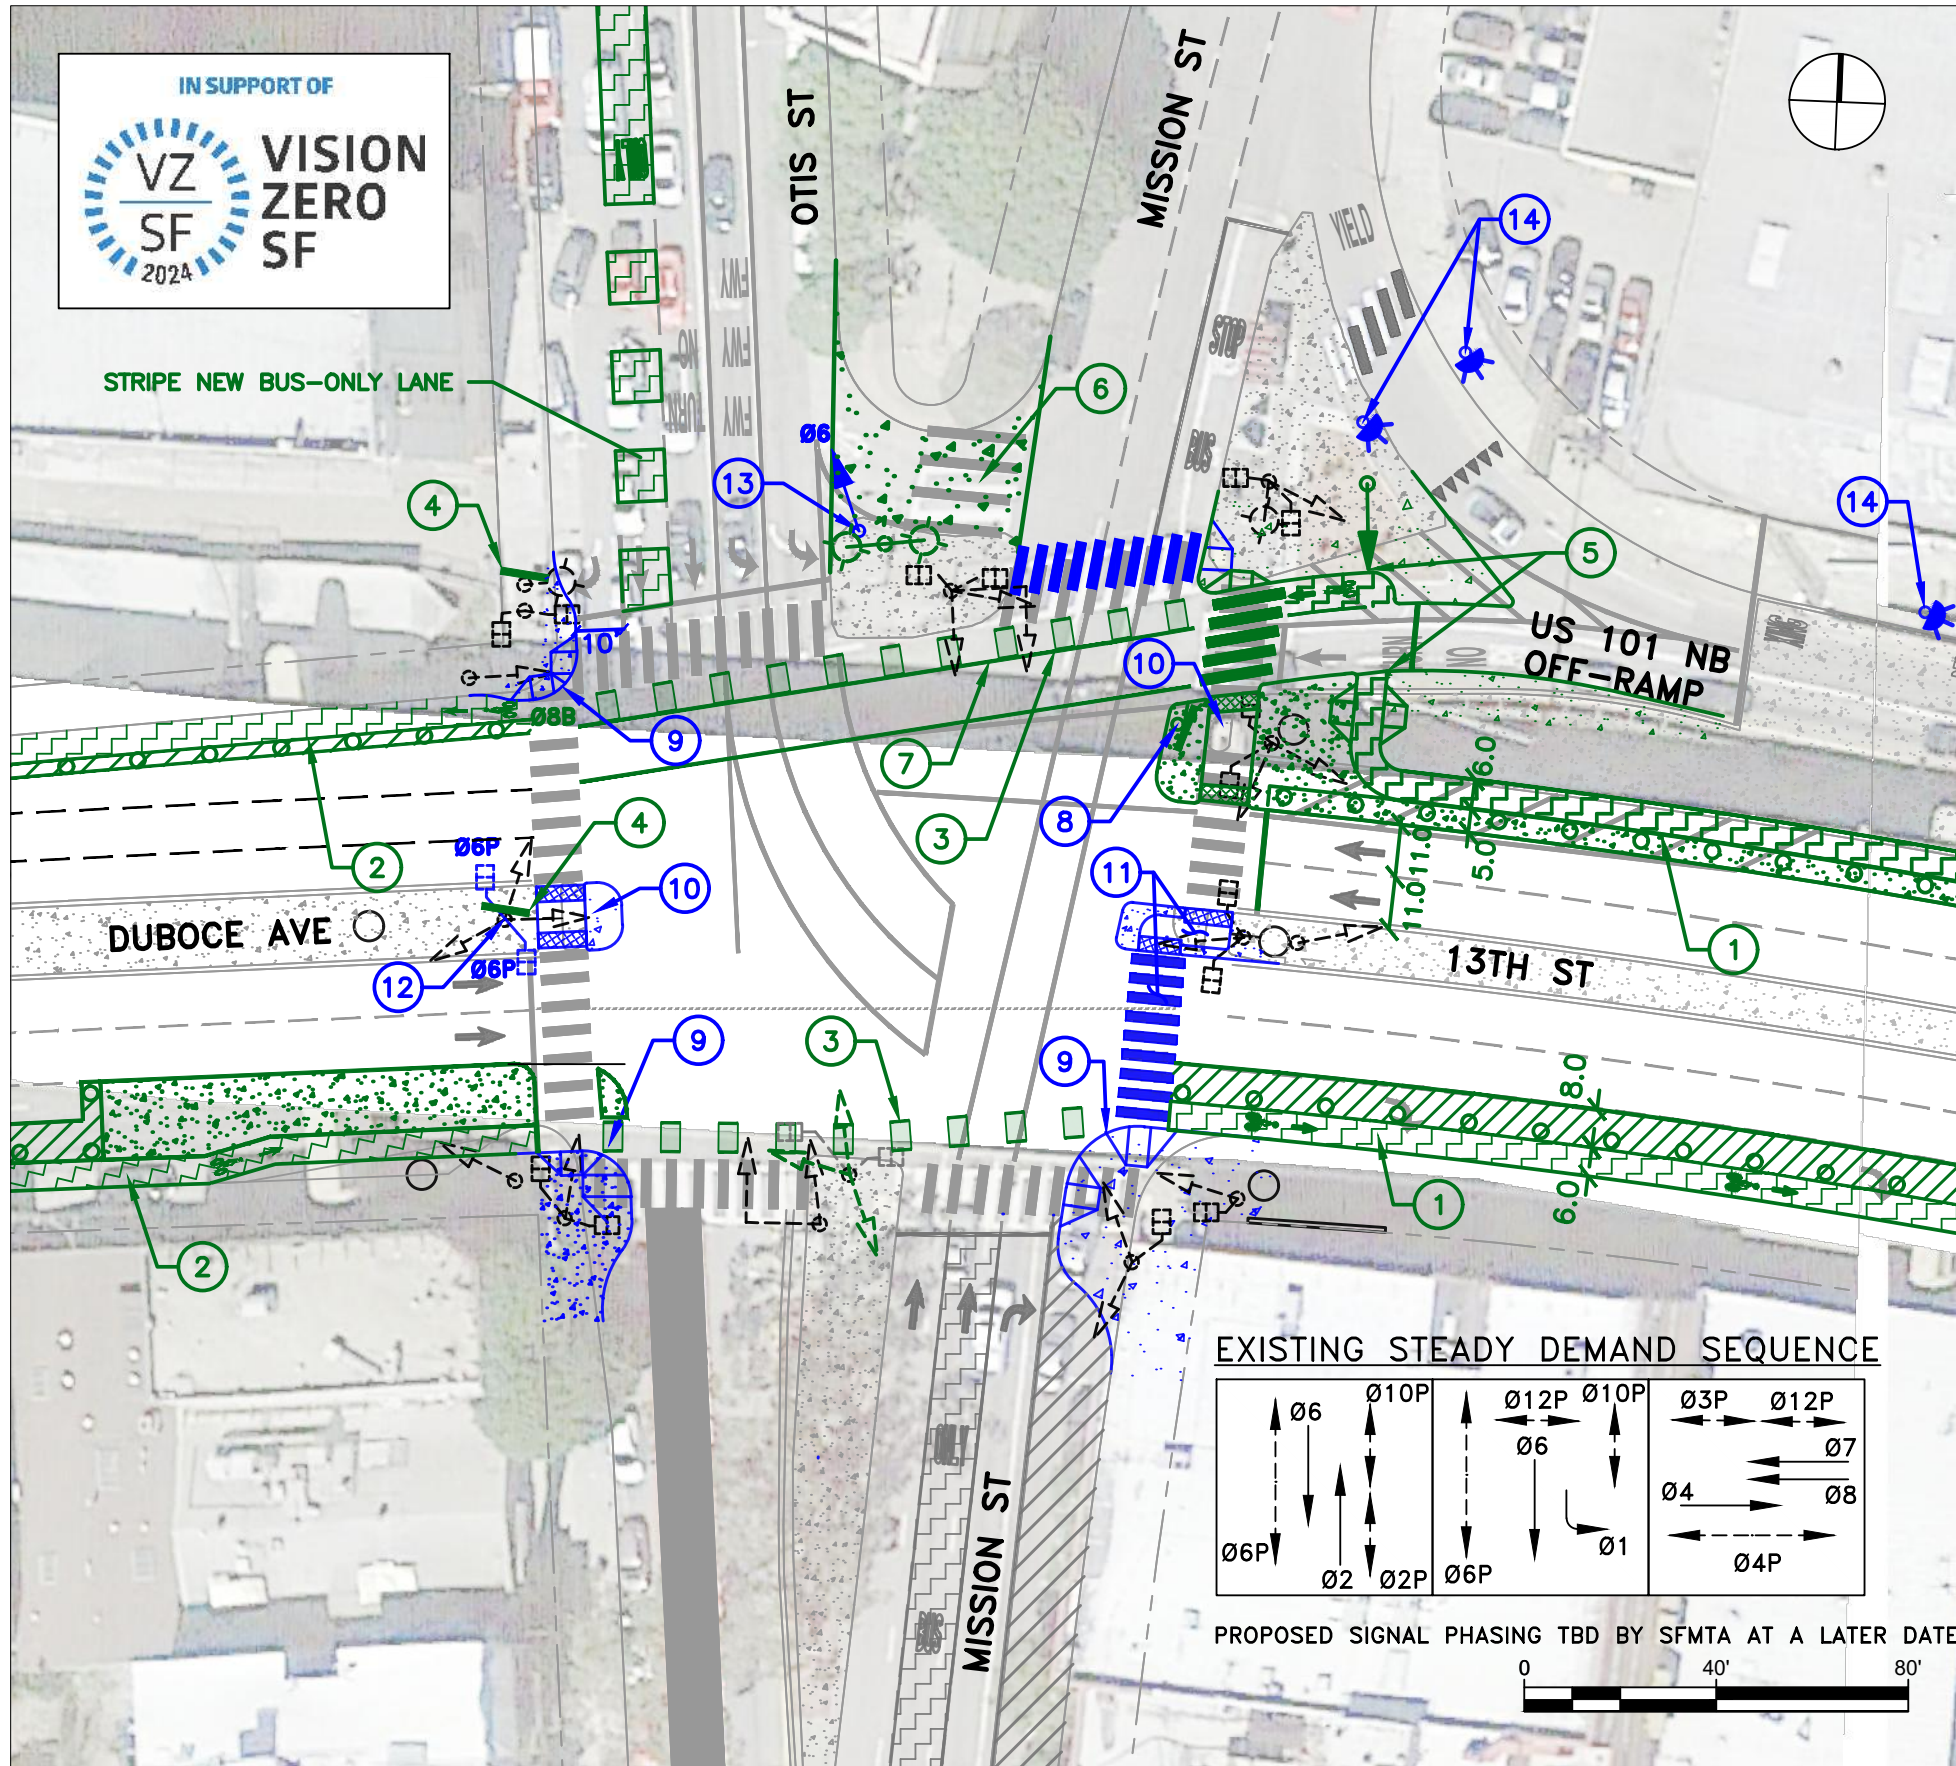 IN SUPPORT OF
VZ
SF
2024
VISION
ZERO
SF
OTIS ST
MISSION ST
YIELD
14
STOP
FWY
FWY
FWY
NO
TURN
STRIPE NEW BUS-ONLY LANE
6
Ø6
13
BUS
4
14
5
10'
US 101 NB
OFF-RAMP
NO
10
Ø8B
9
7
6.0
8
3
4
2
Ø6P
11.0
11.0
5.0
11
10
DUBOCE AVE
1
13TH ST
Ø6P
12
9
3
9
8.0
6.0
1
2
EXISTING STEADY DEMAND SEQUENCE
Ø6 Ø10P Ø12P Ø10P Ø3P Ø12P
Ø6 Ø7
Ø4 Ø8
Ø6P Ø2 Ø2P Ø6P Ø1 Ø4P
ONLY
BUS
MISSION ST
PROPOSED SIGNAL PHASING TBD BY SFMTA AT A LATER DATE
0 40' 80'